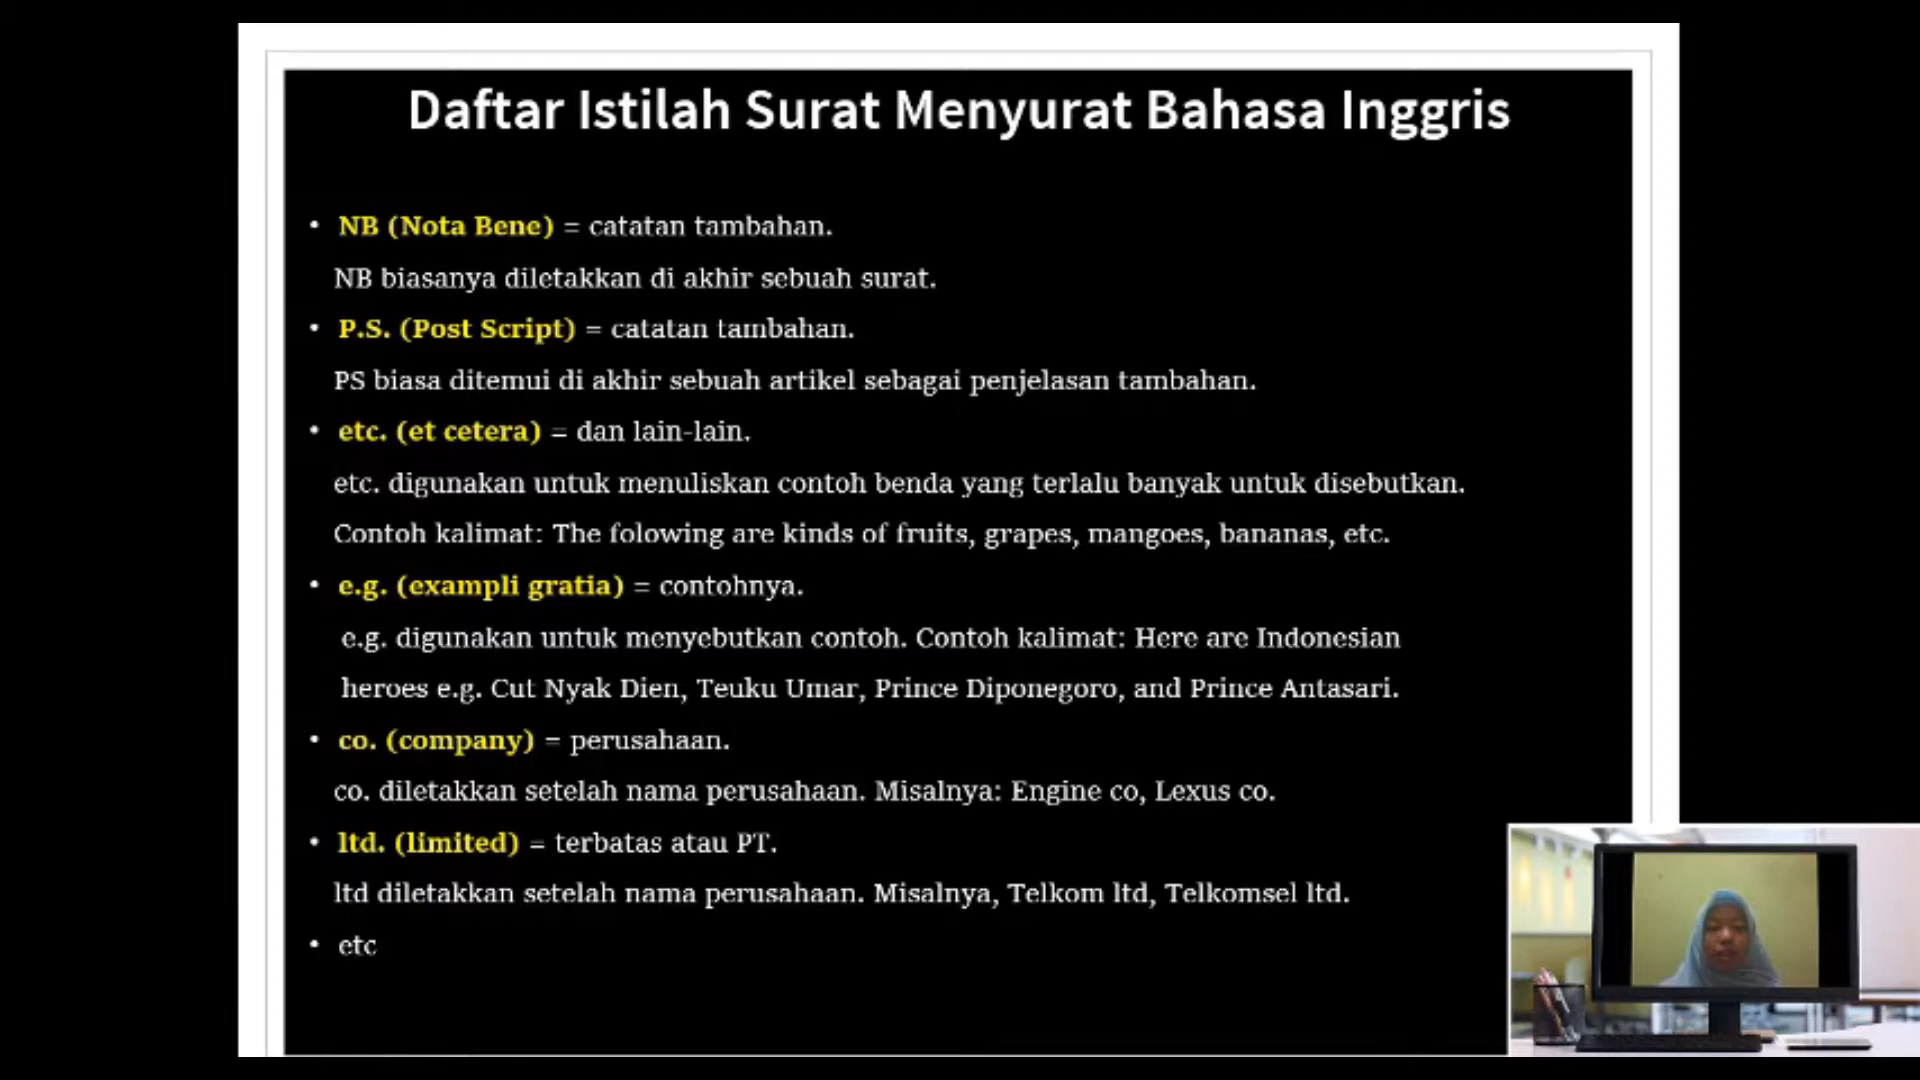 Daftar Istilah Surat Menyurat Bahasa Inggris
• NB (Nota Bene) = catatan tambahan.
NB biasanya diletakkan di akhir sebuah surat.
• P.S. (Post Script) = catatan tambahan.
PS biasa ditemui di akhir sebuah artikel sebagai penjelasan tambahan.
• etc. (et cetera) = dan lain-lain.
etc. digunakan untuk menuliskan contoh benda yang terlalu banyak untuk disebutkan.
Contoh kalimat: The folowing are kinds of fruits, grapes, mangoes, bananas, etc.
• e.g. (exampli gratia) = contohnya.
e.g. digunakan untuk menyebutkan contoh. Contoh kalimat: Here are Indonesian
heroes e.g. Cut Nyak Dien, Teuku Umar, Prince Diponegoro, and Prince Antasari.
• co. (company) = perusahaan.
co. diletakkan setelah nama perusahaan. Misalnya: Engine co, Lexus co.
• ltd. (limited) = terbatas atau PT.
ltd diletakkan setelah nama perusahaan. Misalnya, Telkom ltd, Telkomsel ltd.
• etc